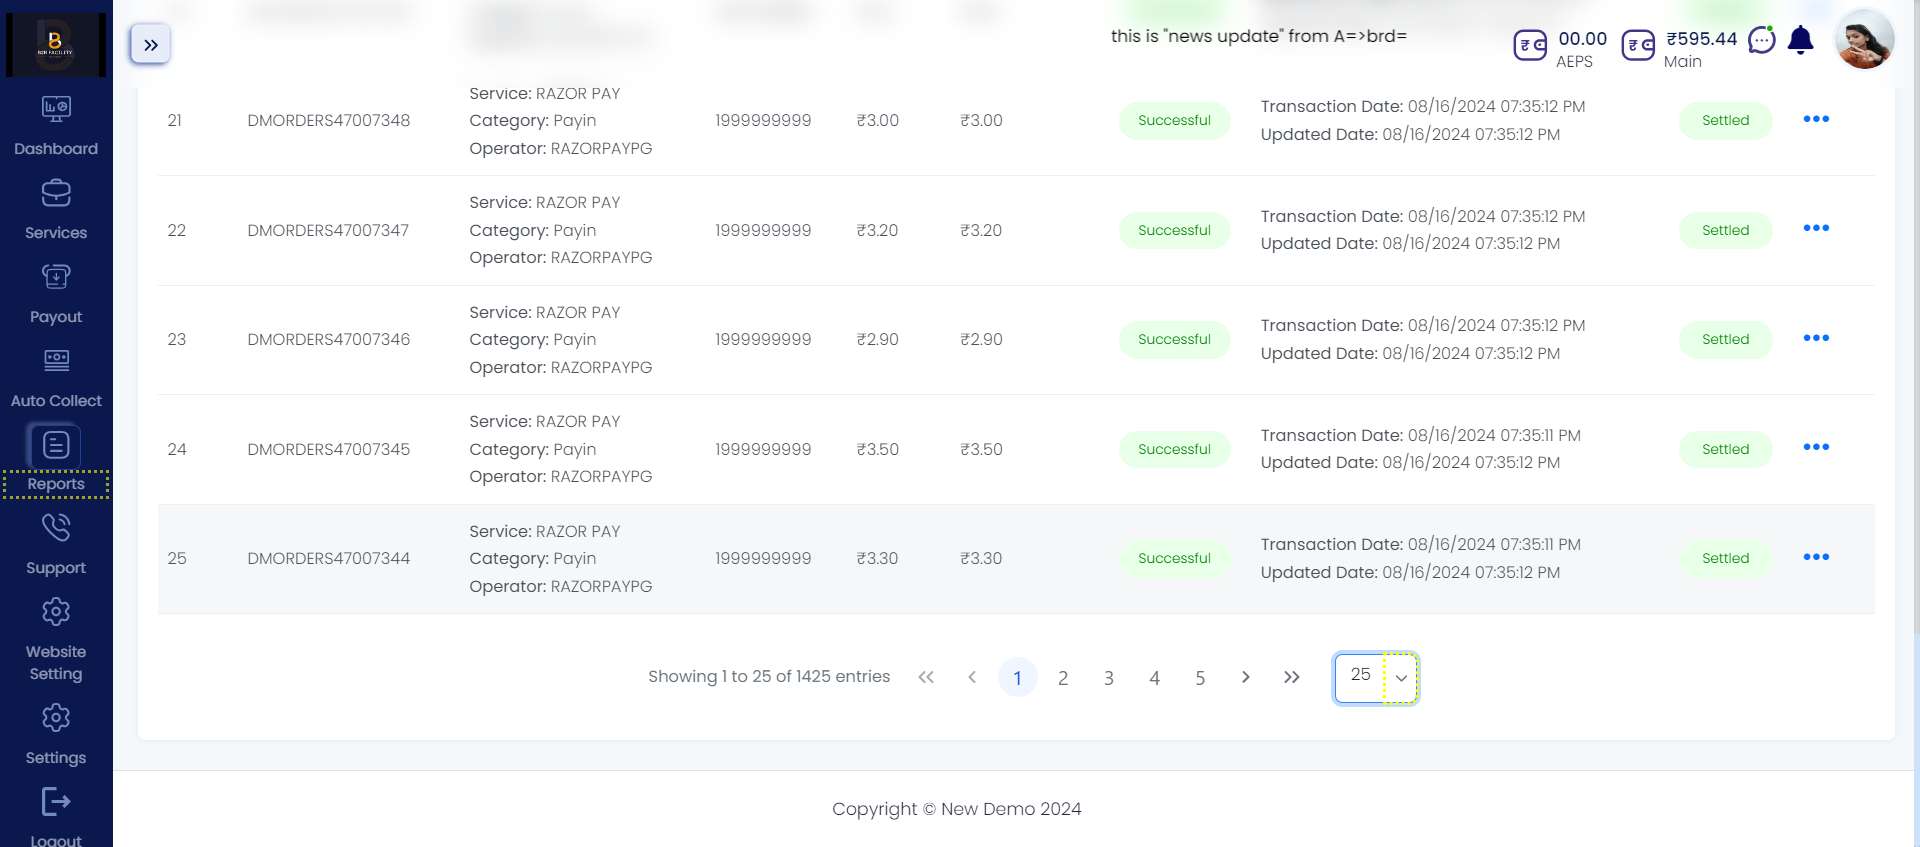 B2B FACILITY
this is "news update" from A=>brd=
00.00
AEPS
₹595.44
Main
Dashboard
Services
Payout
Auto Collect
Reports
Support
Website
Setting
Settings
Logout
21 DMORDERS47007348 Service: RAZOR PAY
Category: Payin
Operator: RAZORPAYPG 1999999999 ₹3.00 ₹3.00 Successful Transaction Date: 08/16/2024 07:35:12 PM
Updated Date: 08/16/2024 07:35:12 PM Settled
22 DMORDERS47007347 Service: RAZOR PAY
Category: Payin
Operator: RAZORPAYPG 1999999999 ₹3.20 ₹3.20 Successful Transaction Date: 08/16/2024 07:35:12 PM
Updated Date: 08/16/2024 07:35:12 PM Settled
23 DMORDERS47007346 Service: RAZOR PAY
Category: Payin
Operator: RAZORPAYPG 1999999999 ₹2.90 ₹2.90 Successful Transaction Date: 08/16/2024 07:35:12 PM
Updated Date: 08/16/2024 07:35:12 PM Settled
24 DMORDERS47007345 Service: RAZOR PAY
Category: Payin
Operator: RAZORPAYPG 1999999999 ₹3.50 ₹3.50 Successful Transaction Date: 08/16/2024 07:35:11 PM
Updated Date: 08/16/2024 07:35:12 PM Settled
25 DMORDERS47007344 Service: RAZOR PAY
Category: Payin
Operator: RAZORPAYPG 1999999999 ₹3.30 ₹3.30 Successful Transaction Date: 08/16/2024 07:35:11 PM
Updated Date: 08/16/2024 07:35:12 PM Settled
Showing 1 to 25 of 1425 entries 1 2 3 4 5 25
Copyright © New Demo 2024